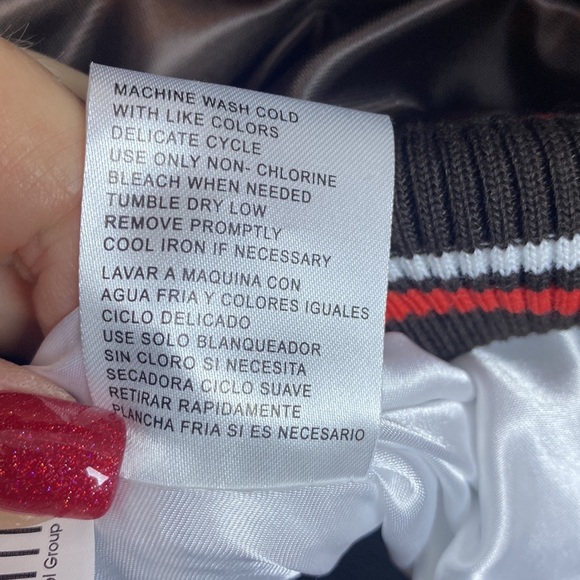 MACHINE WASH COLD
WITH LIKE COLORS
DELICATE CYCLE
USE ONLY NON- CHLORINE
BLEACH WHEN NEEDED
TUMBLE DRY LOW
REMOVE PROMPTLY
COOL IRON IF NECESSARY
LAVAR A MAQUINA CON
AGUA FRIA Y COLORES IGUALES
CICLO DELICADO
USE SOLO BLANQUEADOR
SIN CLORO SI NECESITA
SECADORA CICLO SUAVE
RETIRAR RAPIDAMENTE
PLANCHA FRIA SI ES NECESARIO
Group